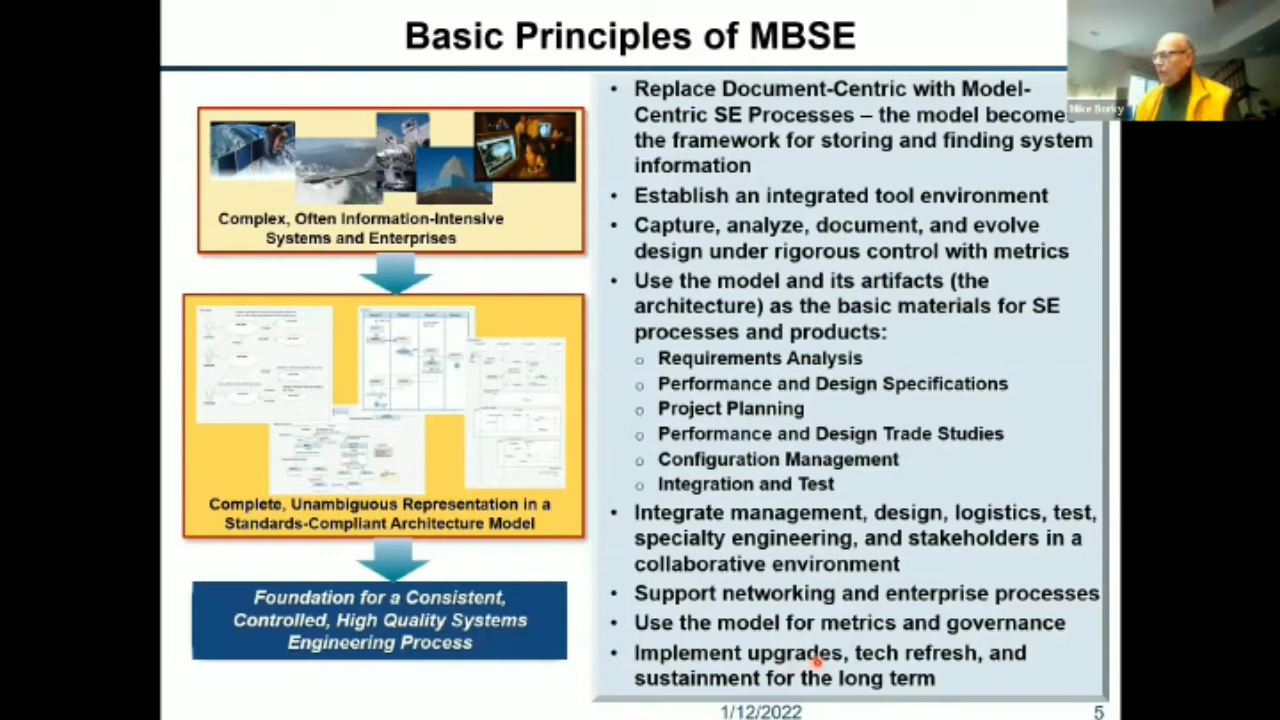 Basic Principles of MBSE
Complex, Often Information-Intensive
Systems and Enterprises
Complete, Unambiguous Representation in a
Standards-Compliant Architecture Model
Foundation for a Consistent,
Controlled, High Quality Systems
Engineering Process
• Replace Document-Centric with Model-
Centric SE Processes – the model becomes
the framework for storing and finding system
information
• Establish an integrated tool environment
• Capture, analyze, document, and evolve
design under rigorous control with metrics
• Use the model and its artifacts (the
architecture) as the basic materials for SE
processes and products:
o Requirements Analysis
o Performance and Design Specifications
o Project Planning
o Performance and Design Trade Studies
o Configuration Management
o Integration and Test
• Integrate management, design, logistics, test,
specialty engineering, and stakeholders in a
collaborative environment
• Support networking and enterprise processes
• Use the model for metrics and governance
• Implement upgrades, tech refresh, and
sustainment for the long term
Mike Borky
1/12/2022
5